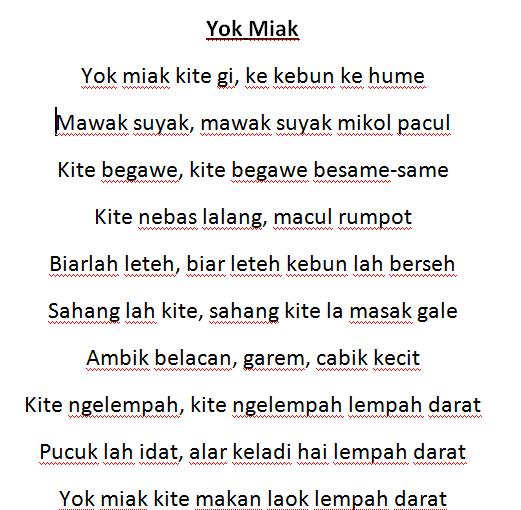 Yok Miak
Yok miak kite gi, ke kebun ke hume
Mawak suyak, mawak suyak mikol pacul
Kite begawe, kite begawe besame-same
Kite nebas lalang, macul rumpot
Biarlah leteh, biar leteh kebun lah berseh
Sahang lah kite, sahang kite la masak gale
Ambik belacan, garem, cabik kecit
Kite ngelempah, kite ngelempah lempah darat
Pucuk lah idat, alar keladi hai lempah darat
Yok miak kite makan laok lempah darat